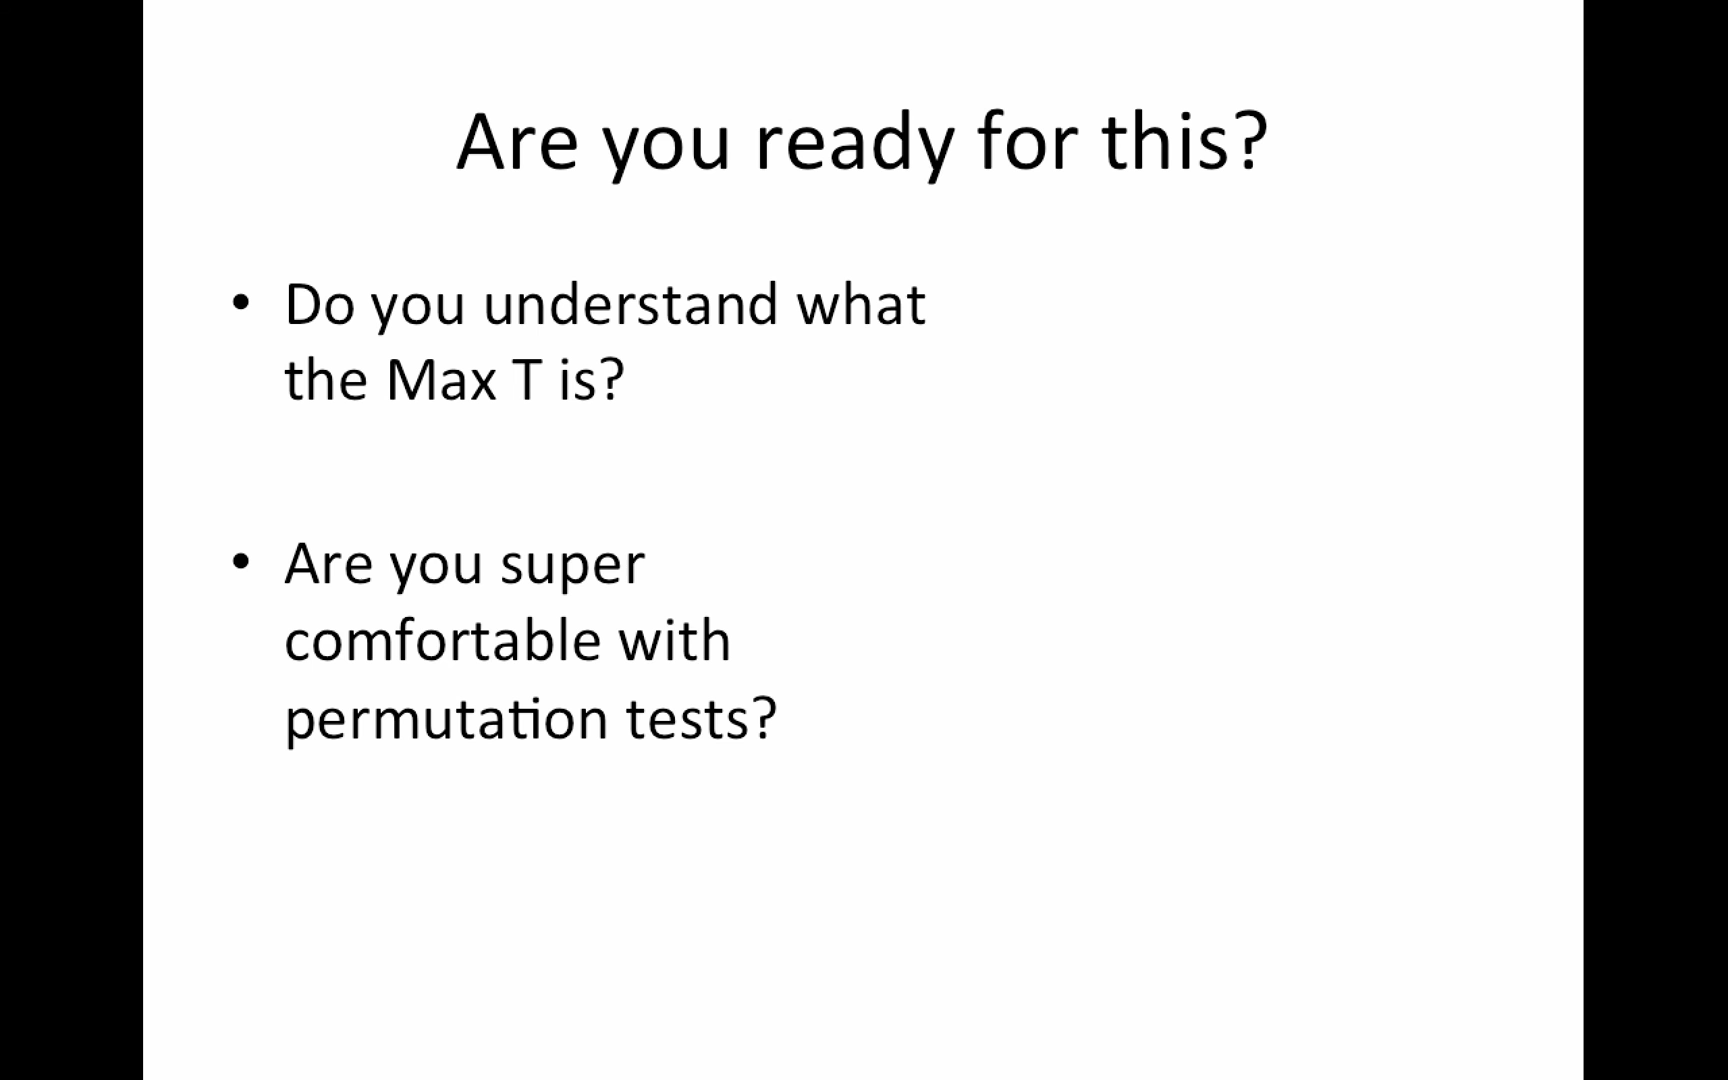 Are you ready for this?
• Do you understand what
the Max T is?
• Are you super
comfortable with
permutation tests?